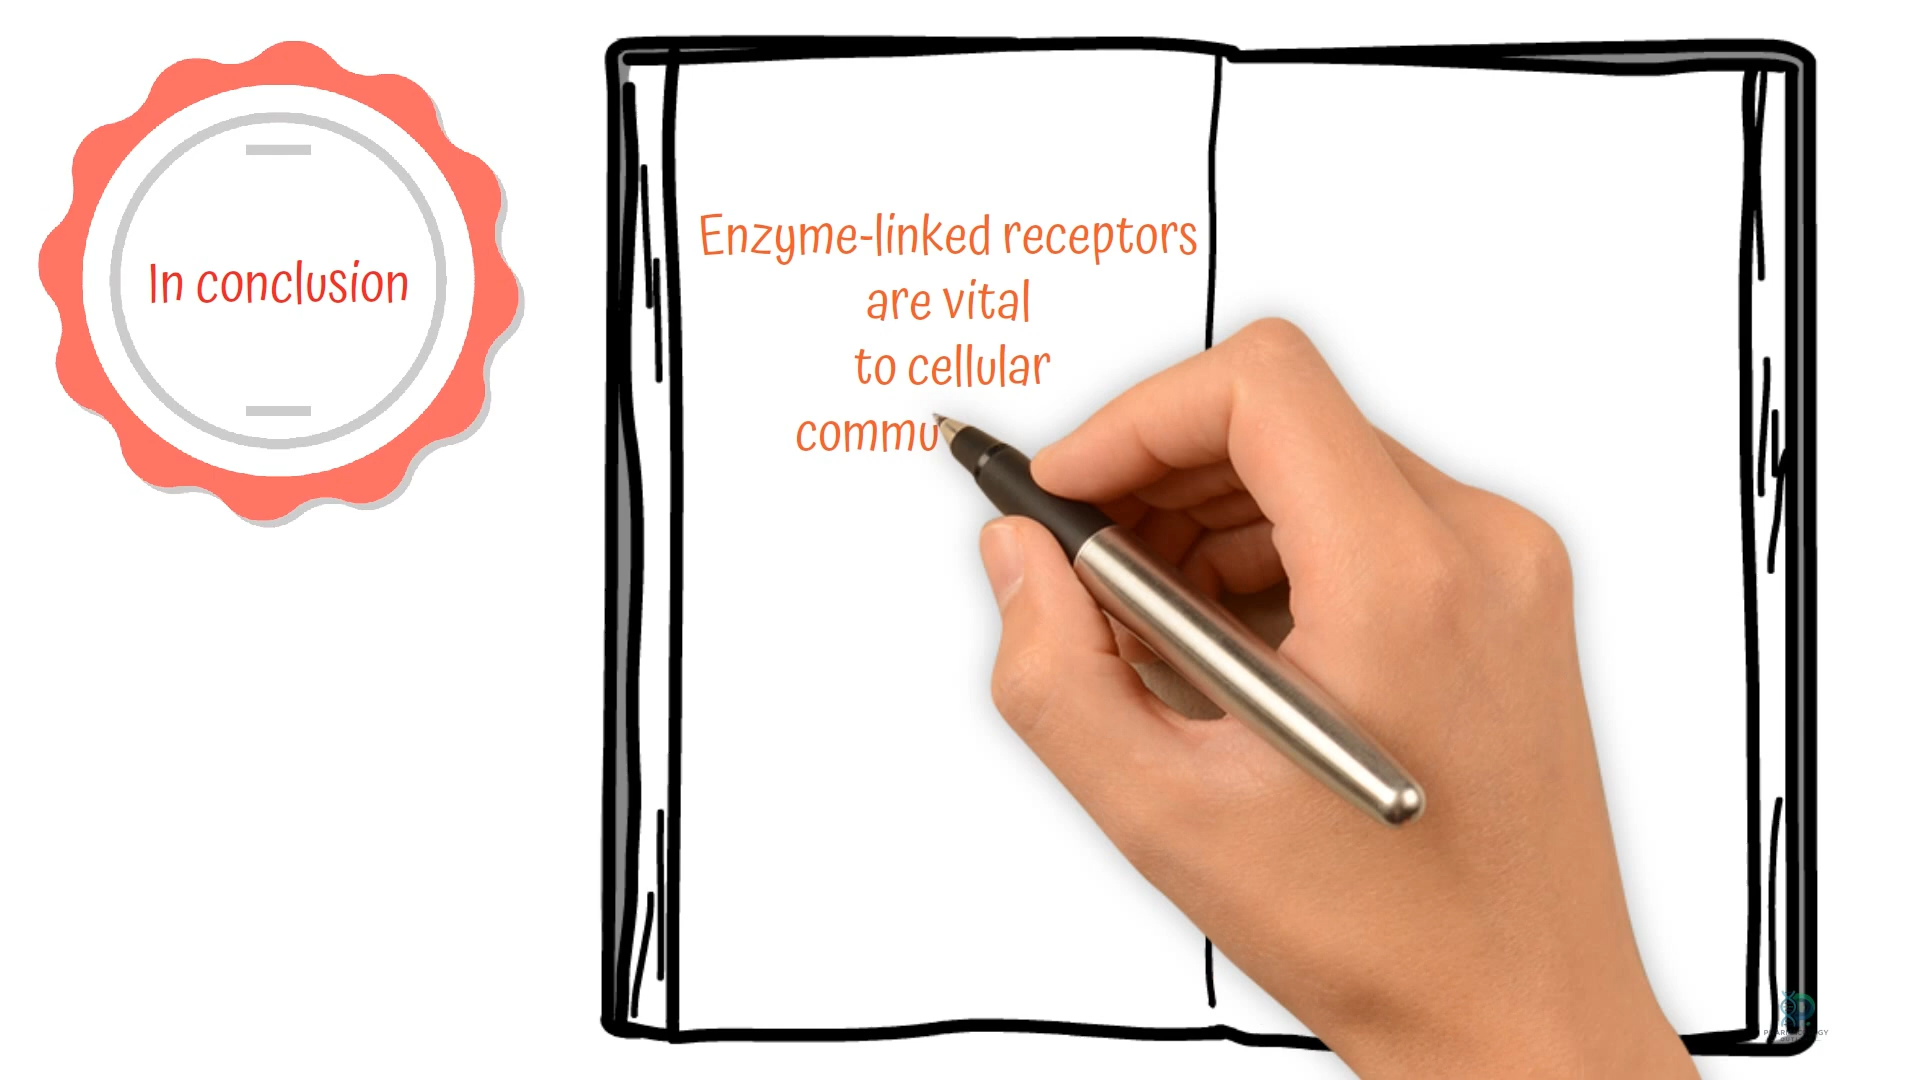 In conclusion
Enzyme-linked receptors
are vital
to cellular
commu